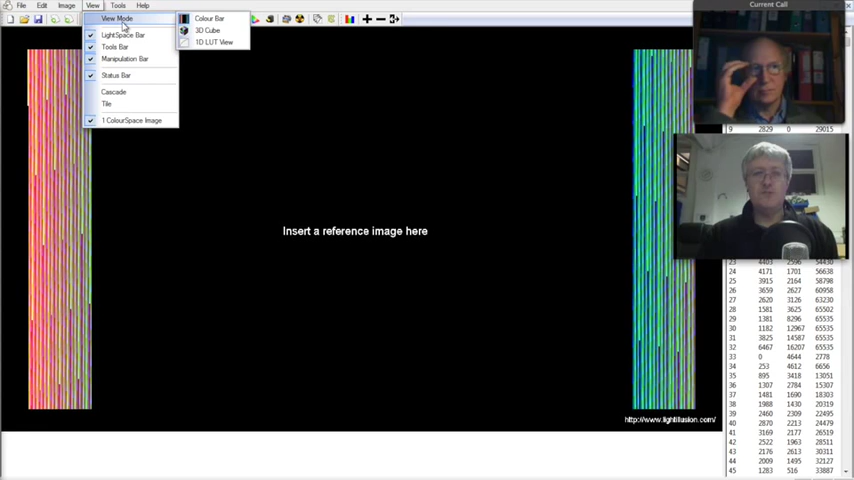 File Edit Image View Tools Help
Current Call
View Mode
LightSpace Bar
Tools Bar
Manipulation Bar
Status Bar
Cascade
Tile
1 ColourSpace Image
Colour Bar
3D Cube
1D LUT View
Insert a reference image here
http://www.lightillusion.com/
9 2829 0 29015
23 4403 2596 54430
24 4171 1701 56638
25 3915 2164 58798
26 3659 2627 60958
27 2620 3126 63230
28 1581 3625 65502
29 1381 8296 65535
30 1182 12967 65535
31 3825 14587 65535
32 6467 16207 65535
33 0 4644 2778
34 253 4612 6656
35 895 3418 13051
36 1307 2784 15307
37 1481 1690 18303
38 1988 1430 20319
39 2460 2309 22495
40 2870 2213 24479
41 3169 2177 26519
42 2522 1963 28511
43 2176 2613 30311
44 2009 1495 32127
45 1283 516 33887